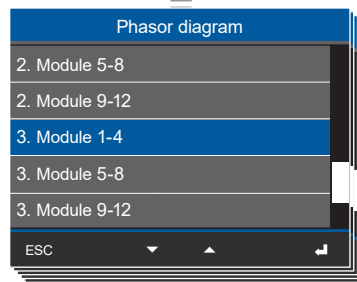 Phasor diagram
2. Module 5-8
2. Module 9-12
3. Module 1-4
3. Module 5-8
3. Module 9-12
ESC